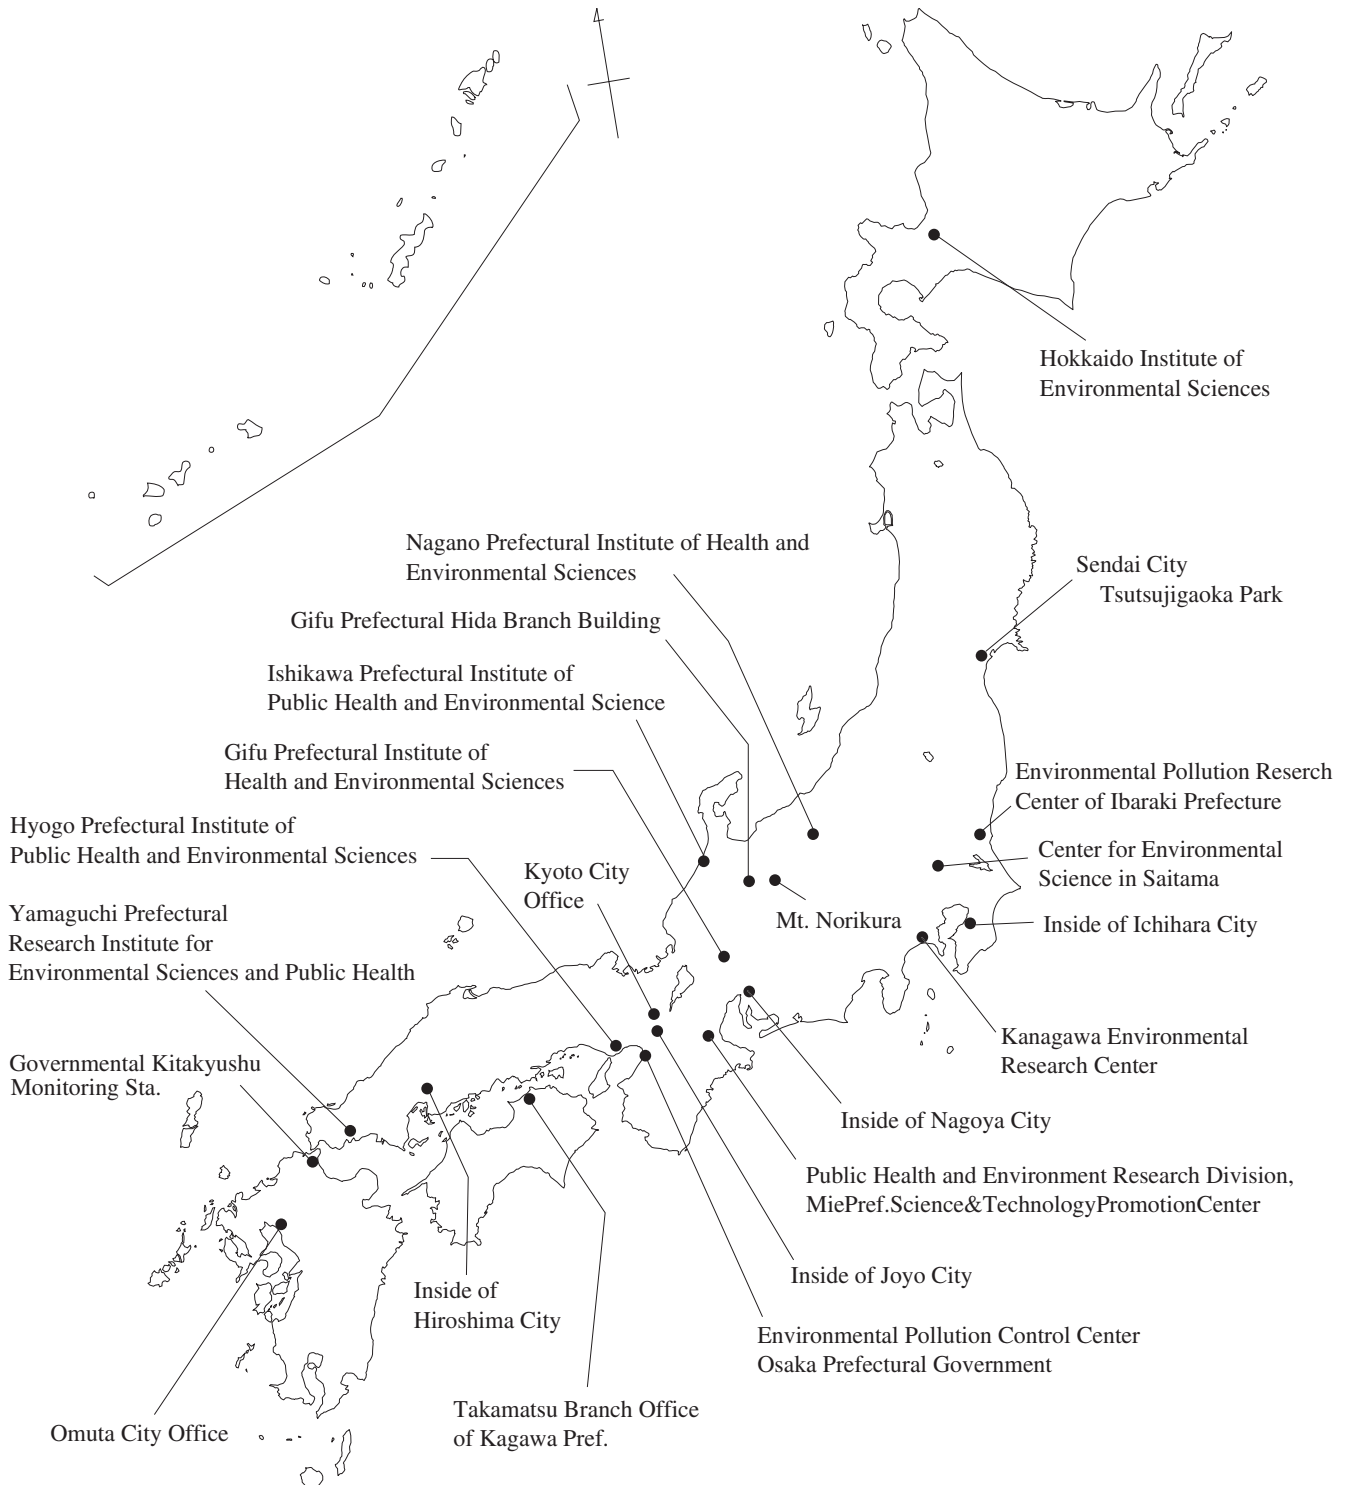 Hokkaido Institute of
Environmental Sciences
Nagano Prefectural Institute of Health and
Environmental Sciences
Sendai City
Tsutsujigaoka Park
Gifu Prefectural Hida Branch Building
Ishikawa Prefectural Institute of
Public Health and Environmental Science
Gifu Prefectural Institute of
Health and Environmental Sciences
Environmental Pollution Reserch
Center of Ibaraki Prefecture
Hyogo Prefectural Institute of
Public Health and Environmental Sciences
Center for Environmental
Science in Saitama
Kyoto City
Office
Mt. Norikura
Inside of Ichihara City
Yamaguchi Prefectural
Research Institute for
Environmental Sciences and Public Health
Kanagawa Environmental
Research Center
Governmental Kitakyushu
Monitoring Sta.
Inside of Nagoya City
Public Health and Environment Research Division,
MiePref.Science&TechnologyPromotionCenter
Inside of Joyo City
Inside of
Hiroshima City
Environmental Pollution Control Center
Osaka Prefectural Government
Takamatsu Branch Office
of Kagawa Pref.
Omuta City Office